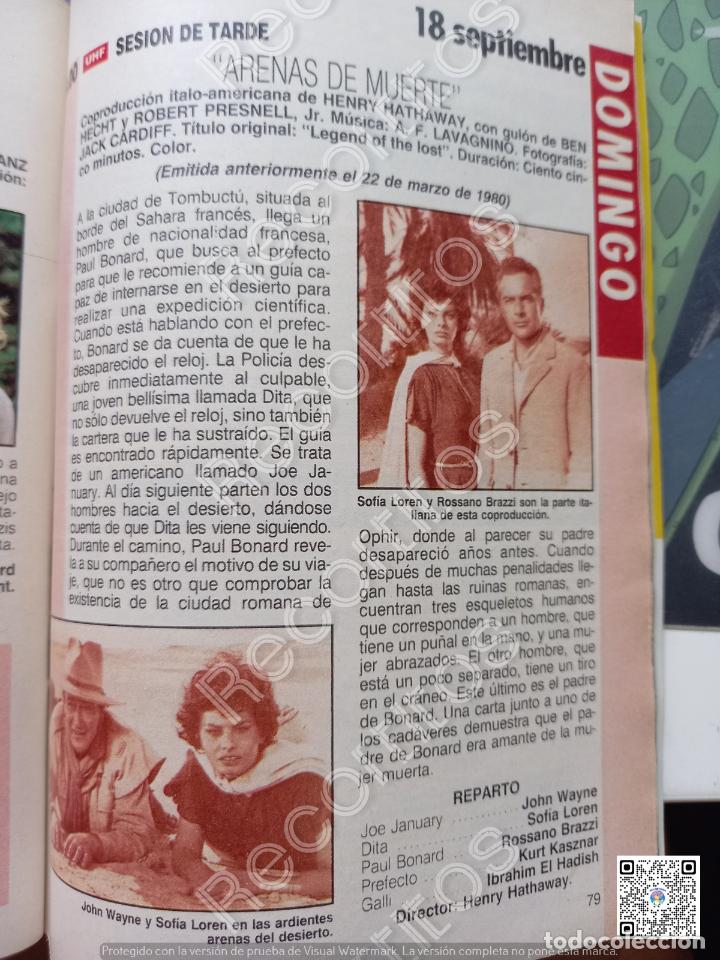 00 UHF SESION DE TARDE
18 septiembre
DOMINGO
"ARENAS DE MUERTE"
Coproducción italo-americana de HENRY HATHAWAY, con guión de BEN
HECHT y ROBERT PRESNELL, Jr. Música: A. F. LAVAGNINO. Fotografía:
JACK CARDIFF. Título original: "Legend of the lost". Duración: Ciento cin-
co minutos. Color.
(Emitida anteriormente el 22 de marzo de 1980)
A la ciudad de Tombuctú, situada al
borde del Sahara francés, llega un
hombre de nacionalidad francesa,
Paul Bonard, que busca al prefecto
para que le recomiende a un guía ca-
paz de internarse en el desierto para
realizar una expedición científica.
Cuando está hablando con el prefec-
to, Bonard se da cuenta de que le ha
desaparecido el reloj. La Policía des-
cubre inmediatamente al culpable,
una joven bellísima llamada Dita, que
no sólo devuelve el reloj, sino también
la cartera que le ha sustraído. El guía
es encontrado rápidamente. Se trata
de un americano llamado Joe Ja-
nuary. Al día siguiente parten los dos
hombres hacia el desierto, dándose
cuenta de que Dita les viene siguiendo.
Durante el camino, Paul Bonard reve-
la a su compañero el motivo de su via-
je, que no es otro que comprobar la
existencia de la ciudad romana de
John Wayne y Sofía Loren en las ardientes
arenas del desierto.
Sofía Loren y Rossano Brazzi son la parte ita-
liana de esta coproducción.
Ophir, donde al parecer su padre
desapareció años antes. Cuando
después de muchas penalidades lle-
gan hasta las ruinas romanas, en-
cuentran tres esqueletos humanos
que corresponden a un hombre, que
tiene un puñal en la mano, y una mu-
jer abrazados. El otro hombre, que
está un poco separado, tiene un tiro
en el cráneo. Este último es el padre
de Bonard. Una carta junto a uno de
los cadáveres demuestra que el pa-
dre de Bonard era amante de la mu-
jer muerta.
REPARTO
Joe January ........ John Wayne
Dita ........ Sofía Loren
Paul Bonard ........ Rossano Brazzi
Prefecto ........ Kurt Kasznar
Galli ........ Ibrahim El Hadish
Director: Henry Hathaway.
79
Recortitos
todocoleccion
Protegido con la versión de prueba de Visual Watermark. La versión completa no pone esta marca.